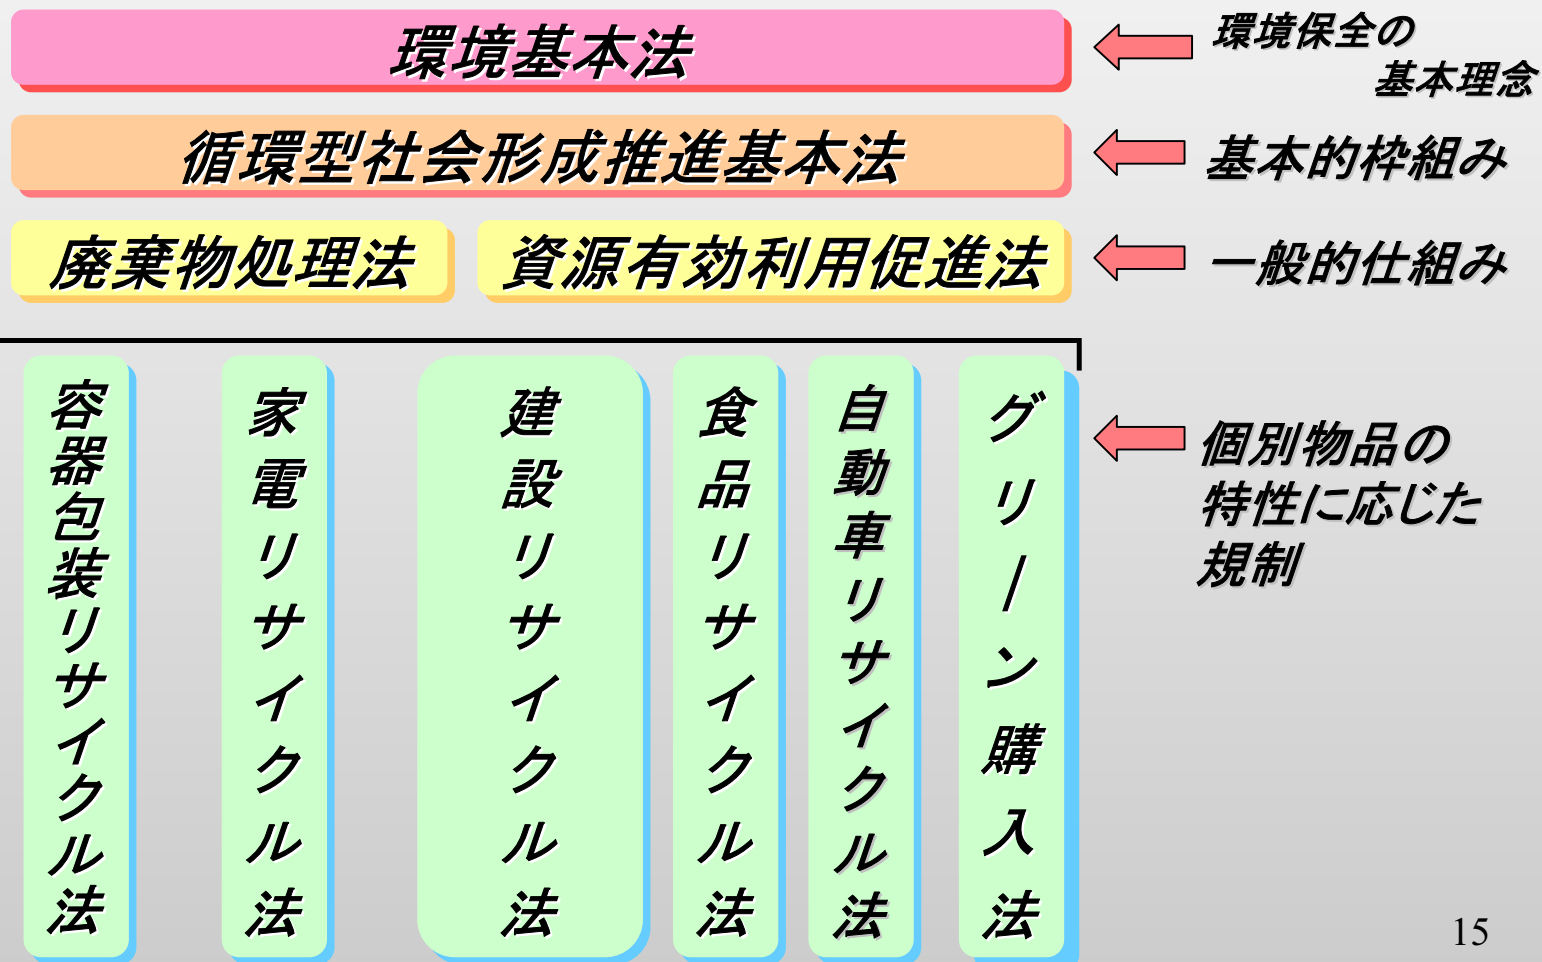 環境基本法
環境保全の
基本理念
循環型社会形成推進基本法
基本的枠組み
廃棄物処理法
資源有効利用促進法
一般的仕組み
容器包装リサイクル法
家電リサイクル法
建設リサイクル法
食品リサイクル法
自動車リサイクル法
グリーン購入法
個別物品の
特性に応じた
規制
15